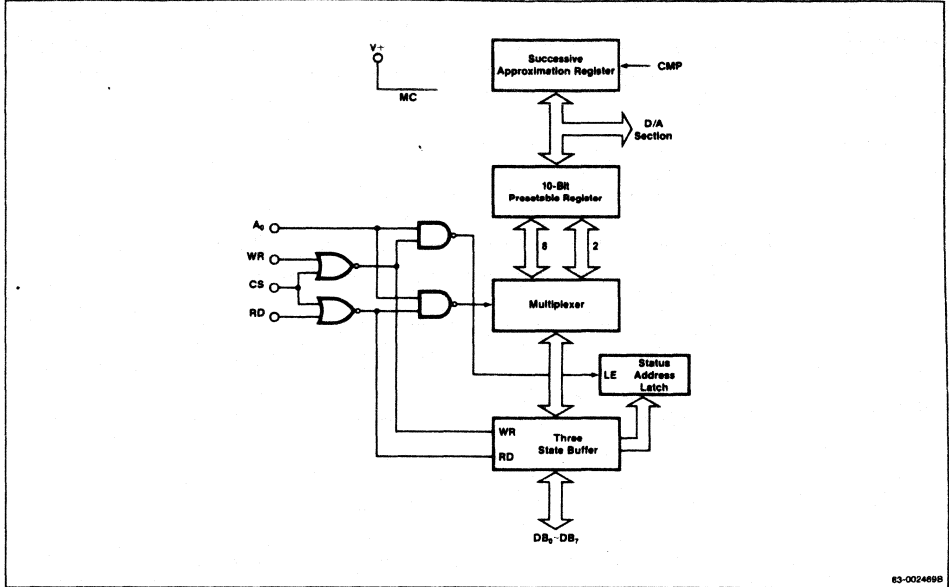 V+
MC
Successive
Approximation Register
CMP
D/A
Section
10-Bit
Presetable Register
8
2
A₀
WR
CS
RD
Multiplexer
LE
Status
Address
Latch
WR
RD
Three
State Buffer
DB₀~DB₇
83-002469B